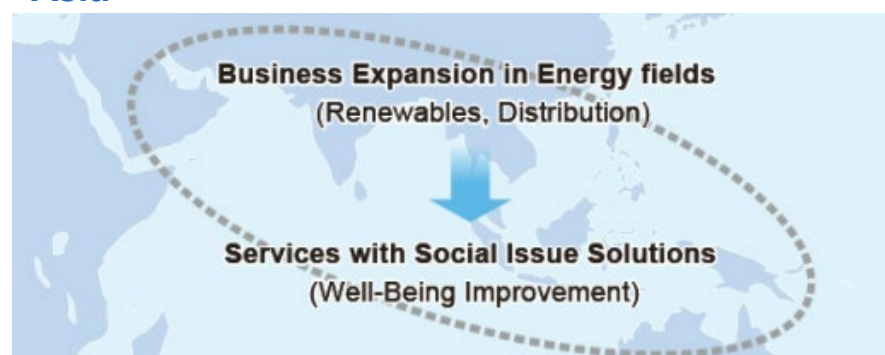 Business Expansion in Energy fields
(Renewables, Distribution)
Services with Social Issue Solutions
(Well-Being Improvement)